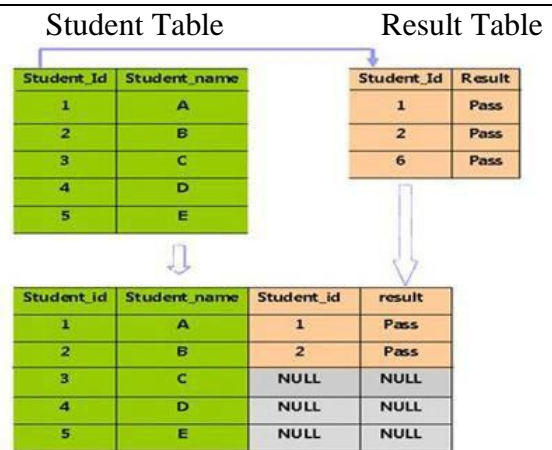 Student Table Result Table
Student_Id Student_name
1 A
2 B
3 C
4 D
5 E
Student_Id Result
1 Pass
2 Pass
6 Pass
Student_id Student_name Student_id result
1 A 1 Pass
2 B 2 Pass
3 C NULL NULL
4 D NULL NULL
5 E NULL NULL